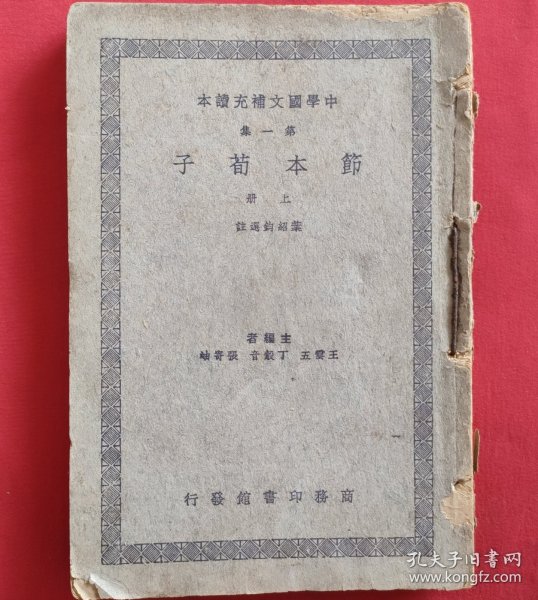 中學國文補充讀本
第一集
節本荀子
上册
葉紹鈞選註
主編者
王雲五 丁瑴音 張寄岫
商務印書館發行
孔夫子旧书网
www.kongfz.com